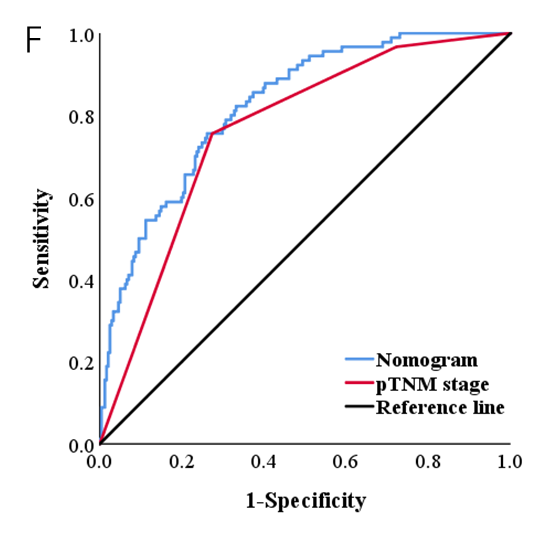 F
1.0
0.8
0.6
0.4
0.2
0.0
Sensitivity
Nomogram
pTNM stage
Reference line
0.0 0.2 0.4 0.6 0.8 1.0
1-Specificity